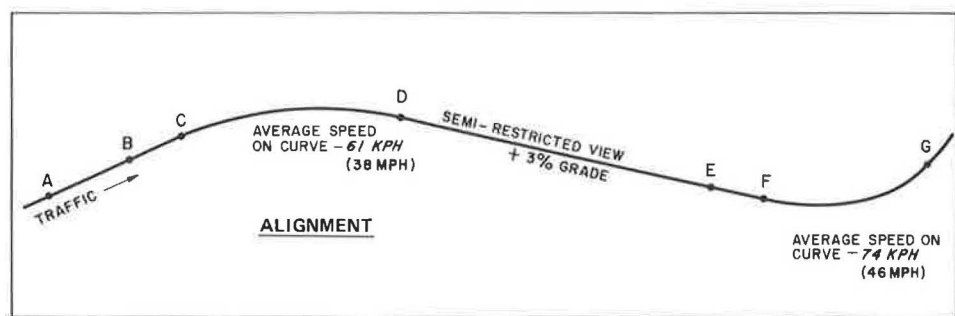 A
B
C
D
E
F
G
TRAFFIC
AVERAGE SPEED
ON CURVE - 61 KPH
(38 MPH)
SEMI - RESTRICTED VIEW
+ 3% GRADE
ALIGNMENT
AVERAGE SPEED ON
CURVE - 74 KPH
(46 MPH)